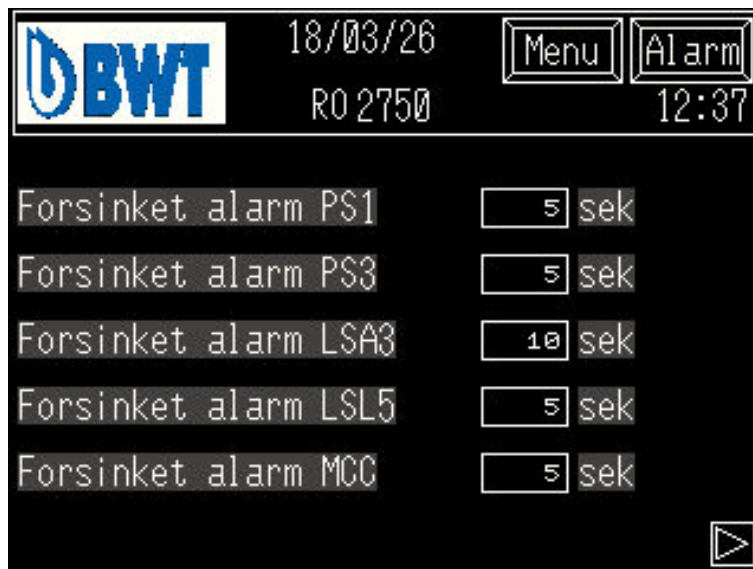 BWT
18/03/26
Menu
Alarm
RO 2750
12:37
Forsinket alarm PS1 5 sek
Forsinket alarm PS3 5 sek
Forsinket alarm LSA3 10 sek
Forsinket alarm LSL5 5 sek
Forsinket alarm MCC 5 sek